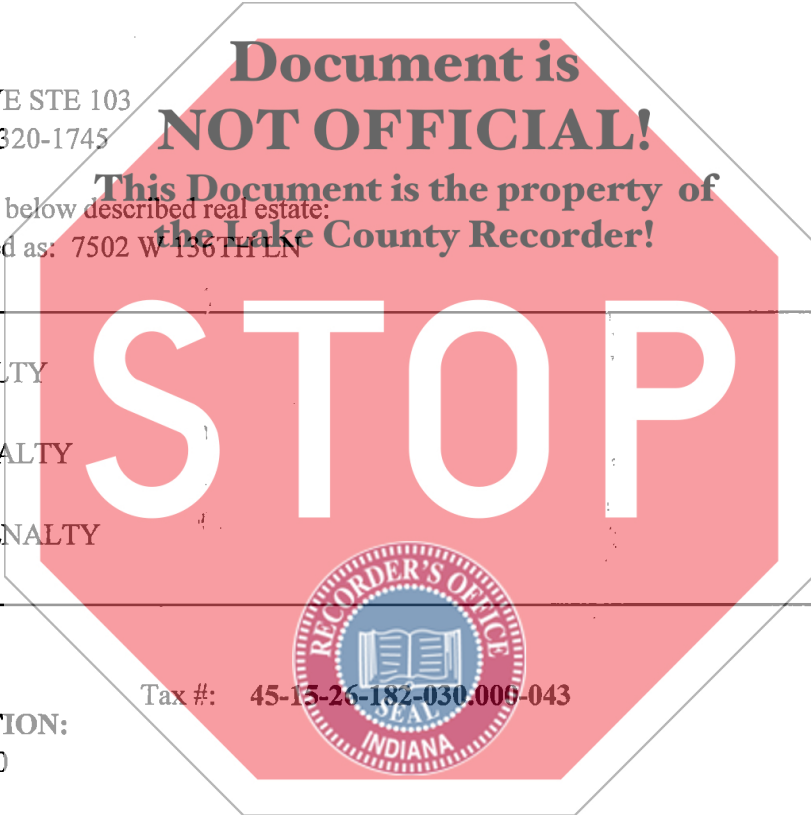 Document is
E STE 103
NOT OFFICIAL!
320-1745
This Document is the property of
below described real estate:
the Lake County Recorder!
d as: 7502 W 136TH LN
LTY
STOP
ALTY
NALTY
RECORDER'S OFFICE
SEAL
INDIANA
Tax #: 45-15-26-182-030.000-043
ION: